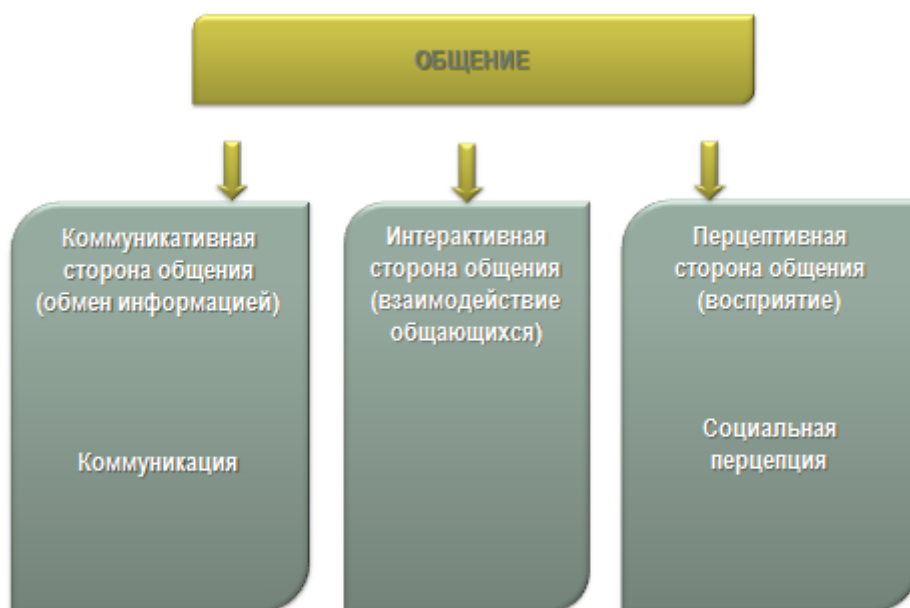 ОБЩЕНИЕ
Коммуникативная
сторона общения
(обмен информацией)
Коммуникация
Интерактивная
сторона общения
(взаимодействие
общающихся)
Перцептивная
сторона общения
(восприятие)
Социальная
перцепция